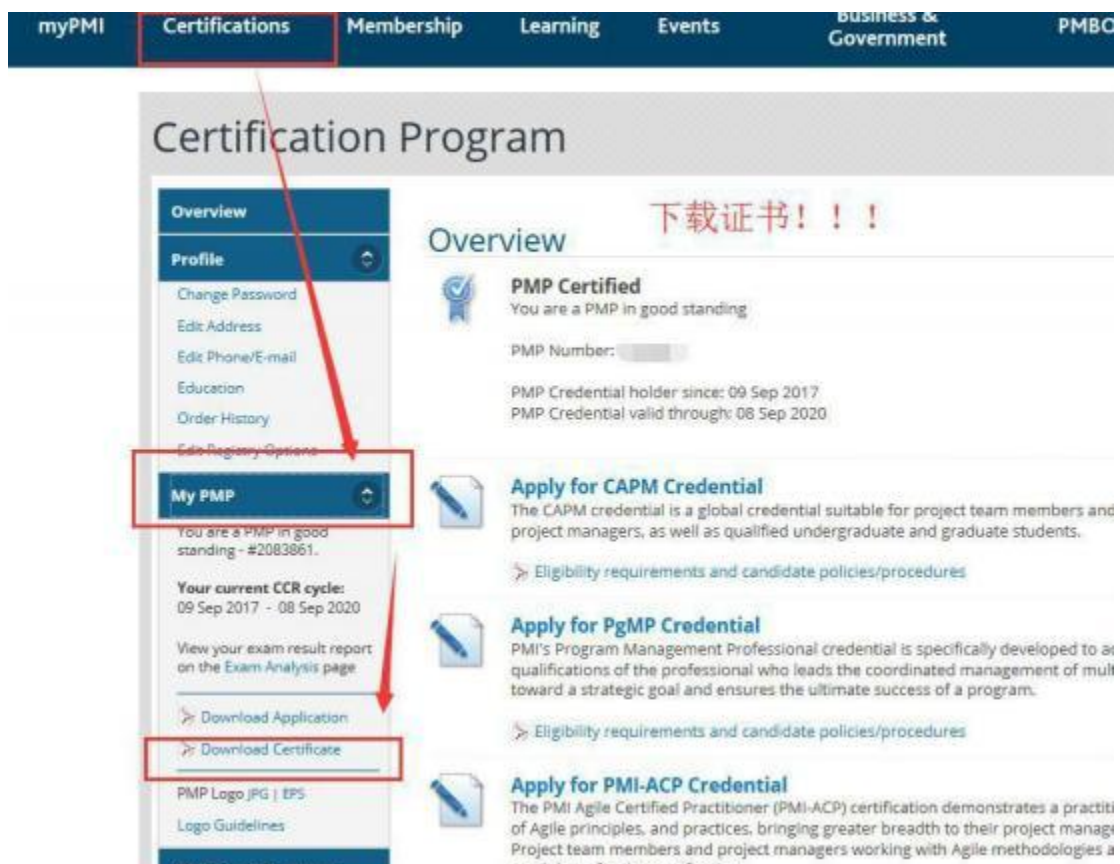 myPMI
Certifications
Membership
Learning
Events
Business &
Government
Certification Program
Overview
Profile
Change Password
Edit Address
Edit Phone/E-mail
Education
Order History
Edit Registry Options
My PMP
You are a PMP in good
standing - #2083861.
Your current CCR cycle:
09 Sep 2017 - 08 Sep 2020
View your exam result report
on the Exam Analysis page
Download Application
Download Certificate
PMP Logo JPG | EPS
Logo Guidelines
下载证书！！！
Overview
PMP Certified
You are a PMP in good standing
PMP Number:
PMP Credential holder since: 09 Sep 2017
PMP Credential valid through: 08 Sep 2020
Apply for CAPM Credential
The CAPM credential is a global credential suitable for project team members and
project managers, as well as qualified undergraduate and graduate students.
Eligibility requirements and candidate policies/procedures
Apply for PgMP Credential
PMI's Program Management Professional credential is specifically developed to
qualifications of the professional who leads the coordinated management of
toward a strategic goal and ensures the ultimate success of a program.
Eligibility requirements and candidate policies/procedures
Apply for PMI-ACP Credential
The PMI Agile Certified Practitioner (PMI-ACP) certification demonstrates a
of Agile principles, and practices, bringing greater breadth to their project
Project team members and project managers working with Agile methodologies